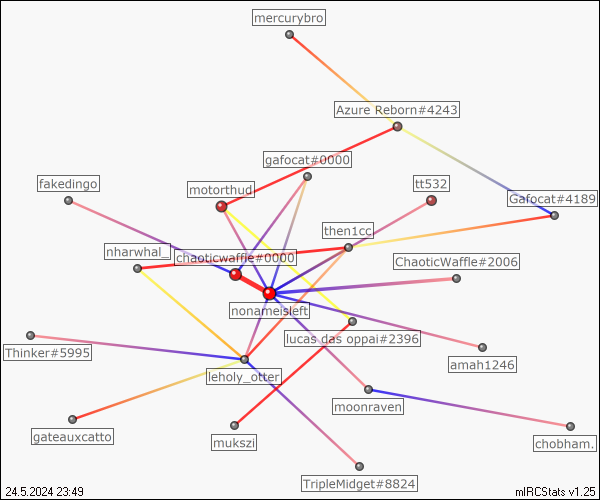 mercurybro
Azure Reborn#4243
gafocat#0000
fakedingo
motorthud
tt532
Gafocat#4189
then1cc
nharwhal_
chaoticwaffle#0000
ChaoticWaffle#2006
nonameisleft
lucas das oppai#2396
Thinker#5995
amah1246
leholy_otter
moonraven
gateauxcatto
mukszi
chobham.
TripleMidget#8824
24.5.2024 23:49
mIRCStats v1.25